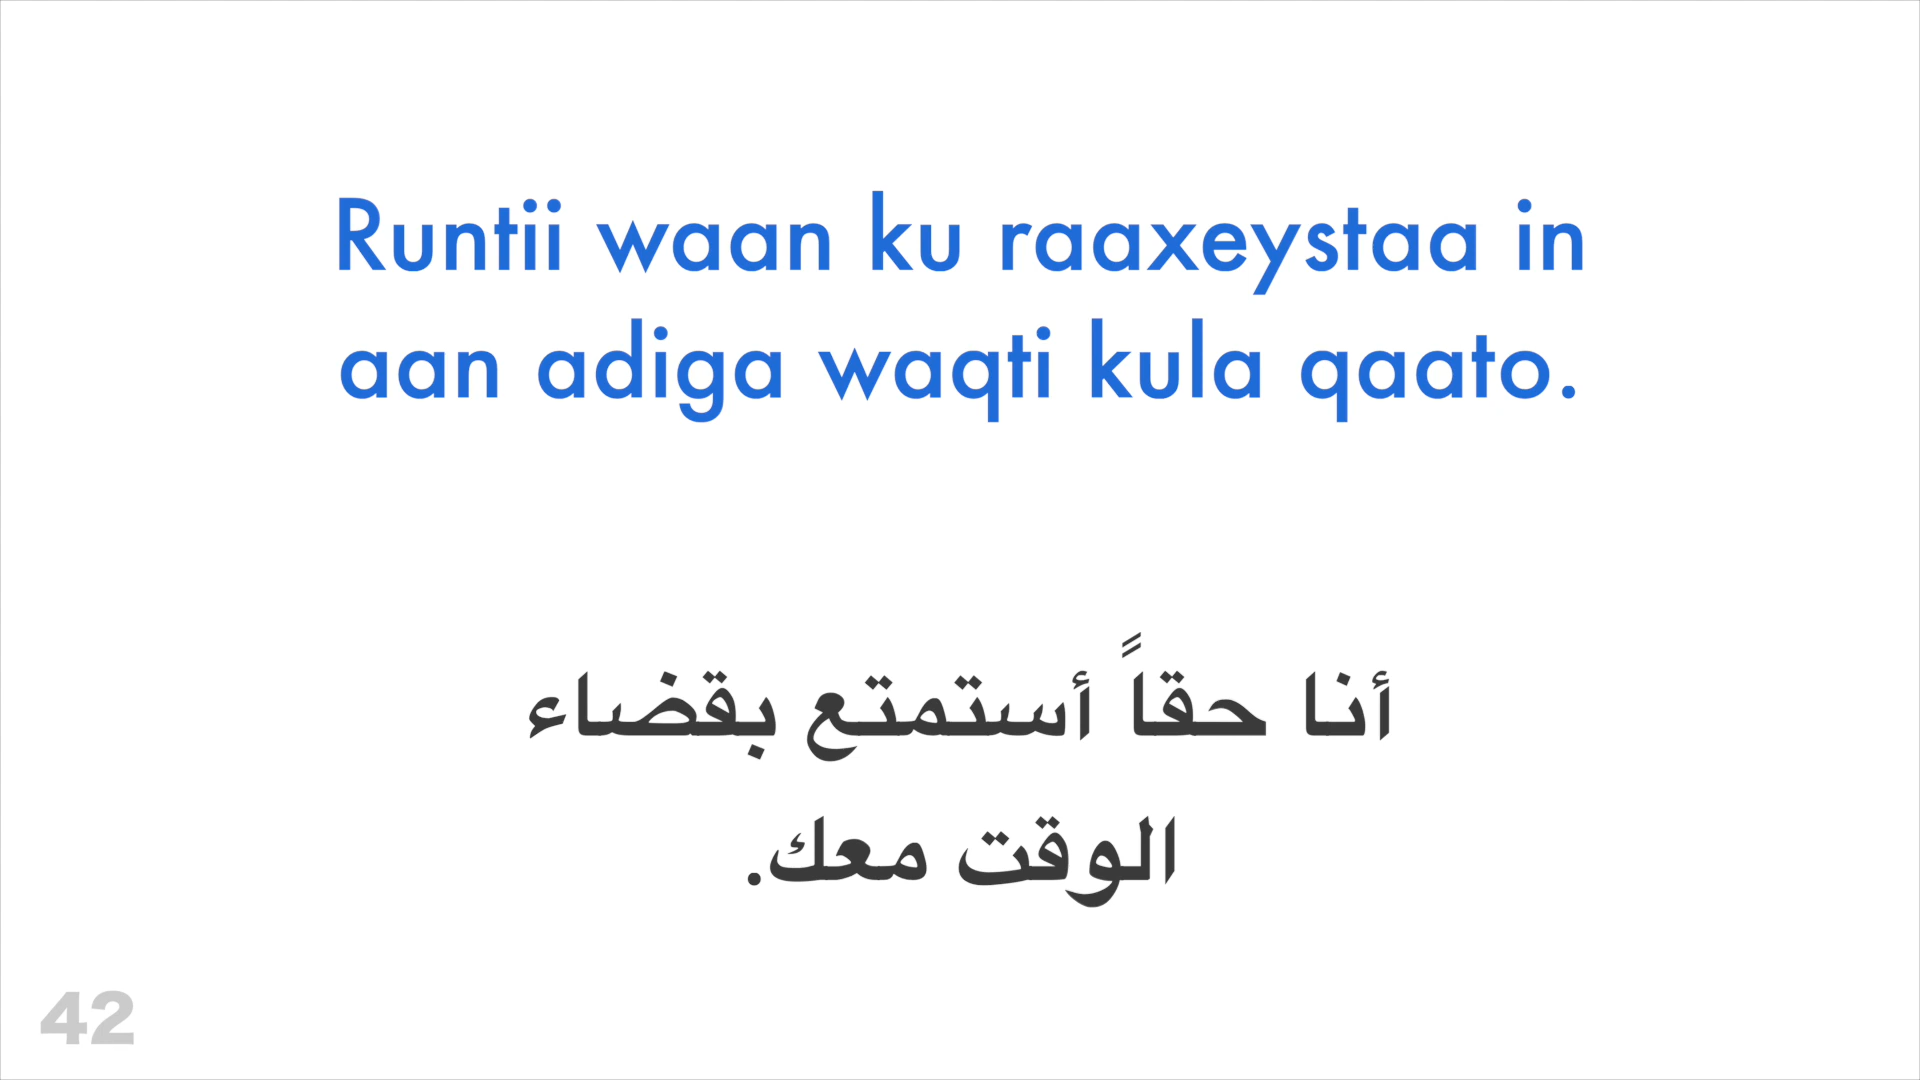 Runtii waan ku raaxeystaa in
aan adiga waqti kula qaato.
أنا حقاً أستمتع بقضاء
الوقت معك.
42